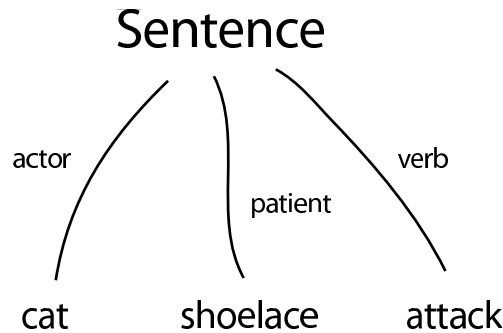 Sentence
actor
verb
patient
cat
shoelace
attack